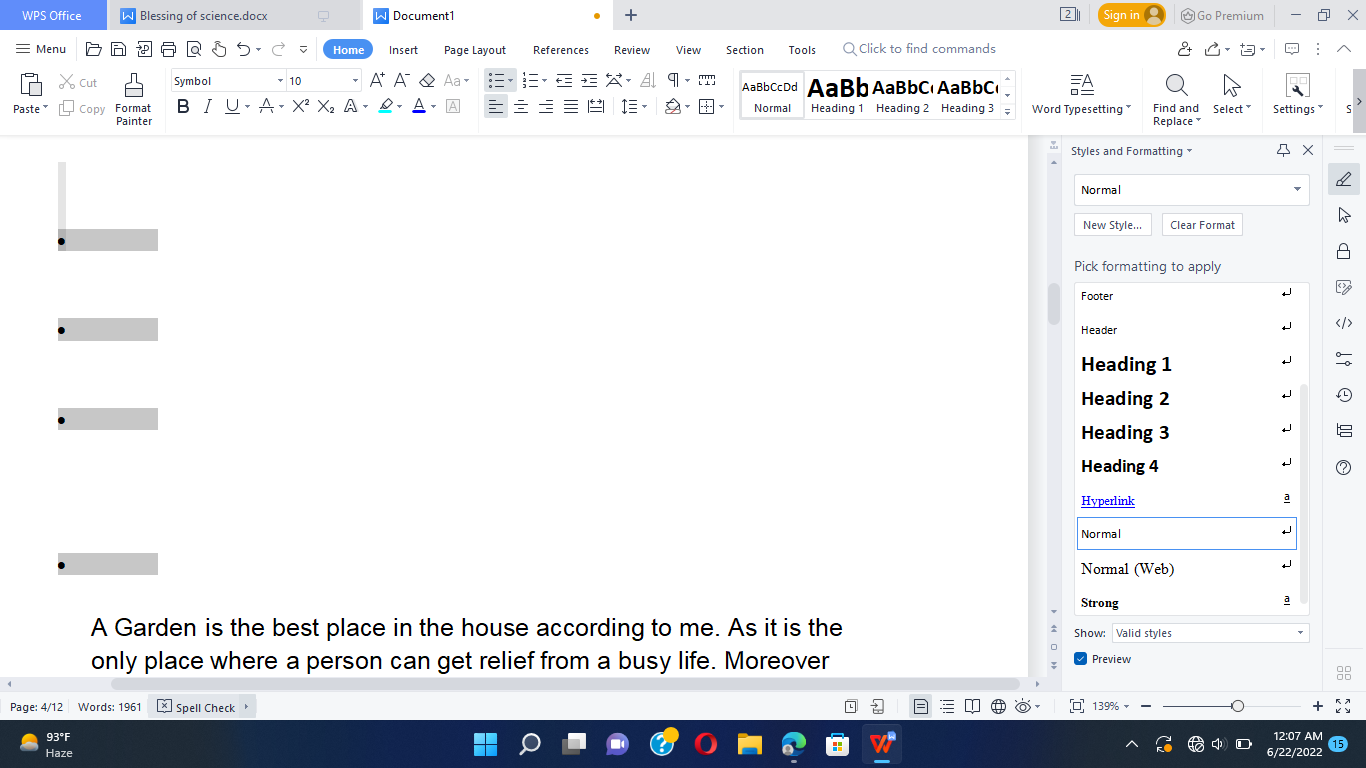 WPS Office
Blessing of science.docx
Document1
2
Sign in
Go Premium
Menu
Home
Insert
Page Layout
References
Review
View
Section
Tools
Click to find commands
Paste
Cut
Copy
Format
Painter
Symbol
10
AaBbCcDd
Normal
AaBb
Heading 1
AaBbC
Heading 2
AaBbC
Heading 3
Word Typesetting
Find and
Replace
Select
Settings
S
Styles and Formatting
Normal
New Style...
Clear Format
Pick formatting to apply
Footer
Header
Heading 1
Heading 2
Heading 3
Heading 4
Hyperlink
Normal
Normal (Web)
Strong
Show:
Valid styles
Preview
A Garden is the best place in the house according to me. As it is the
only place where a person can get relief from a busy life. Moreover
Page: 4/12
Words: 1961
Spell Check
139%
93°F
Haze
12:07 AM
6/22/2022
15